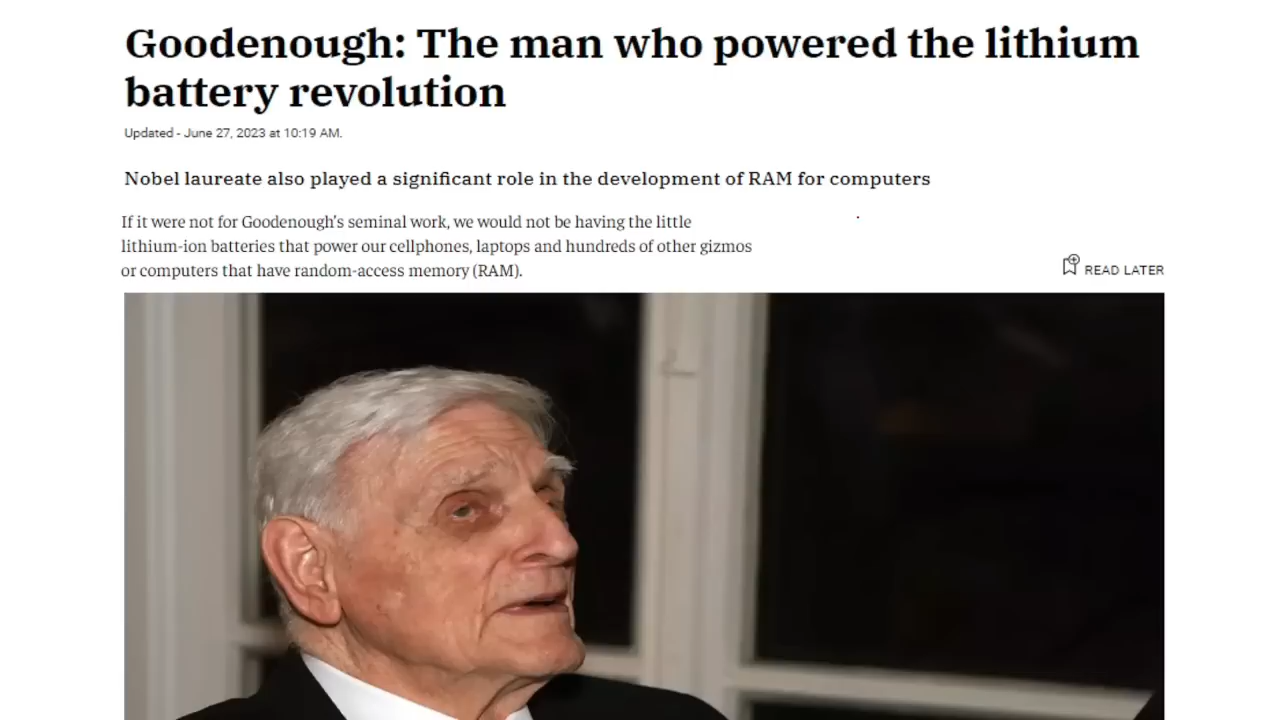 Goodenough: The man who powered the lithium
battery revolution
Updated - June 27, 2023 at 10:19 AM.
Nobel laureate also played a significant role in the development of RAM for computers
If it were not for Goodenough’s seminal work, we would not be having the little
lithium-ion batteries that power our cellphones, laptops and hundreds of other gizmos
or computers that have random-access memory (RAM).
READ LATER